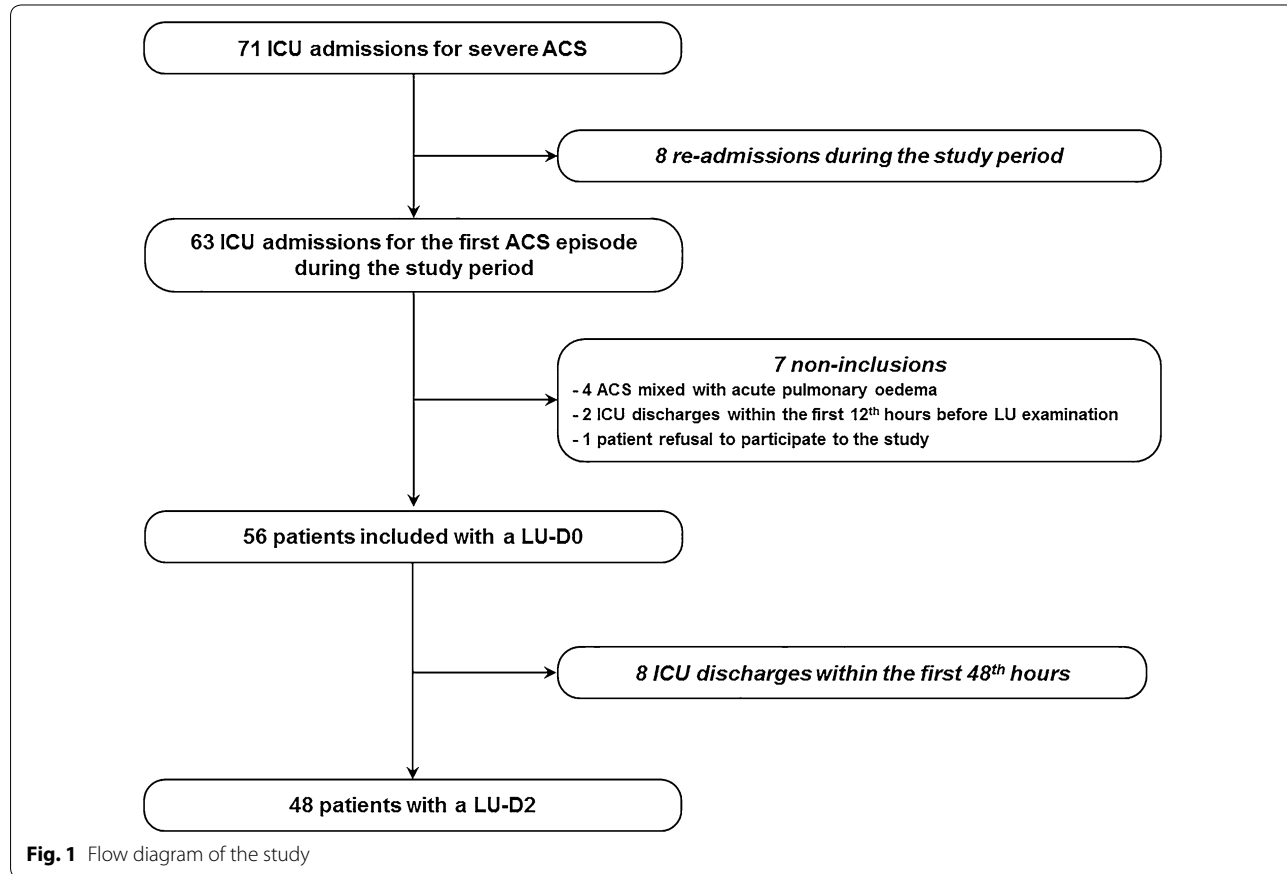 71 ICU admissions for severe ACS
8 re-admissions during the study period
63 ICU admissions for the first ACS episode
during the study period
7 non-inclusions
- 4 ACS mixed with acute pulmonary oedema
- 2 ICU discharges within the first 12th hours before LU examination
- 1 patient refusal to participate to the study
56 patients included with a LU-D0
8 ICU discharges within the first 48th hours
48 patients with a LU-D2
Fig. 1 Flow diagram of the study